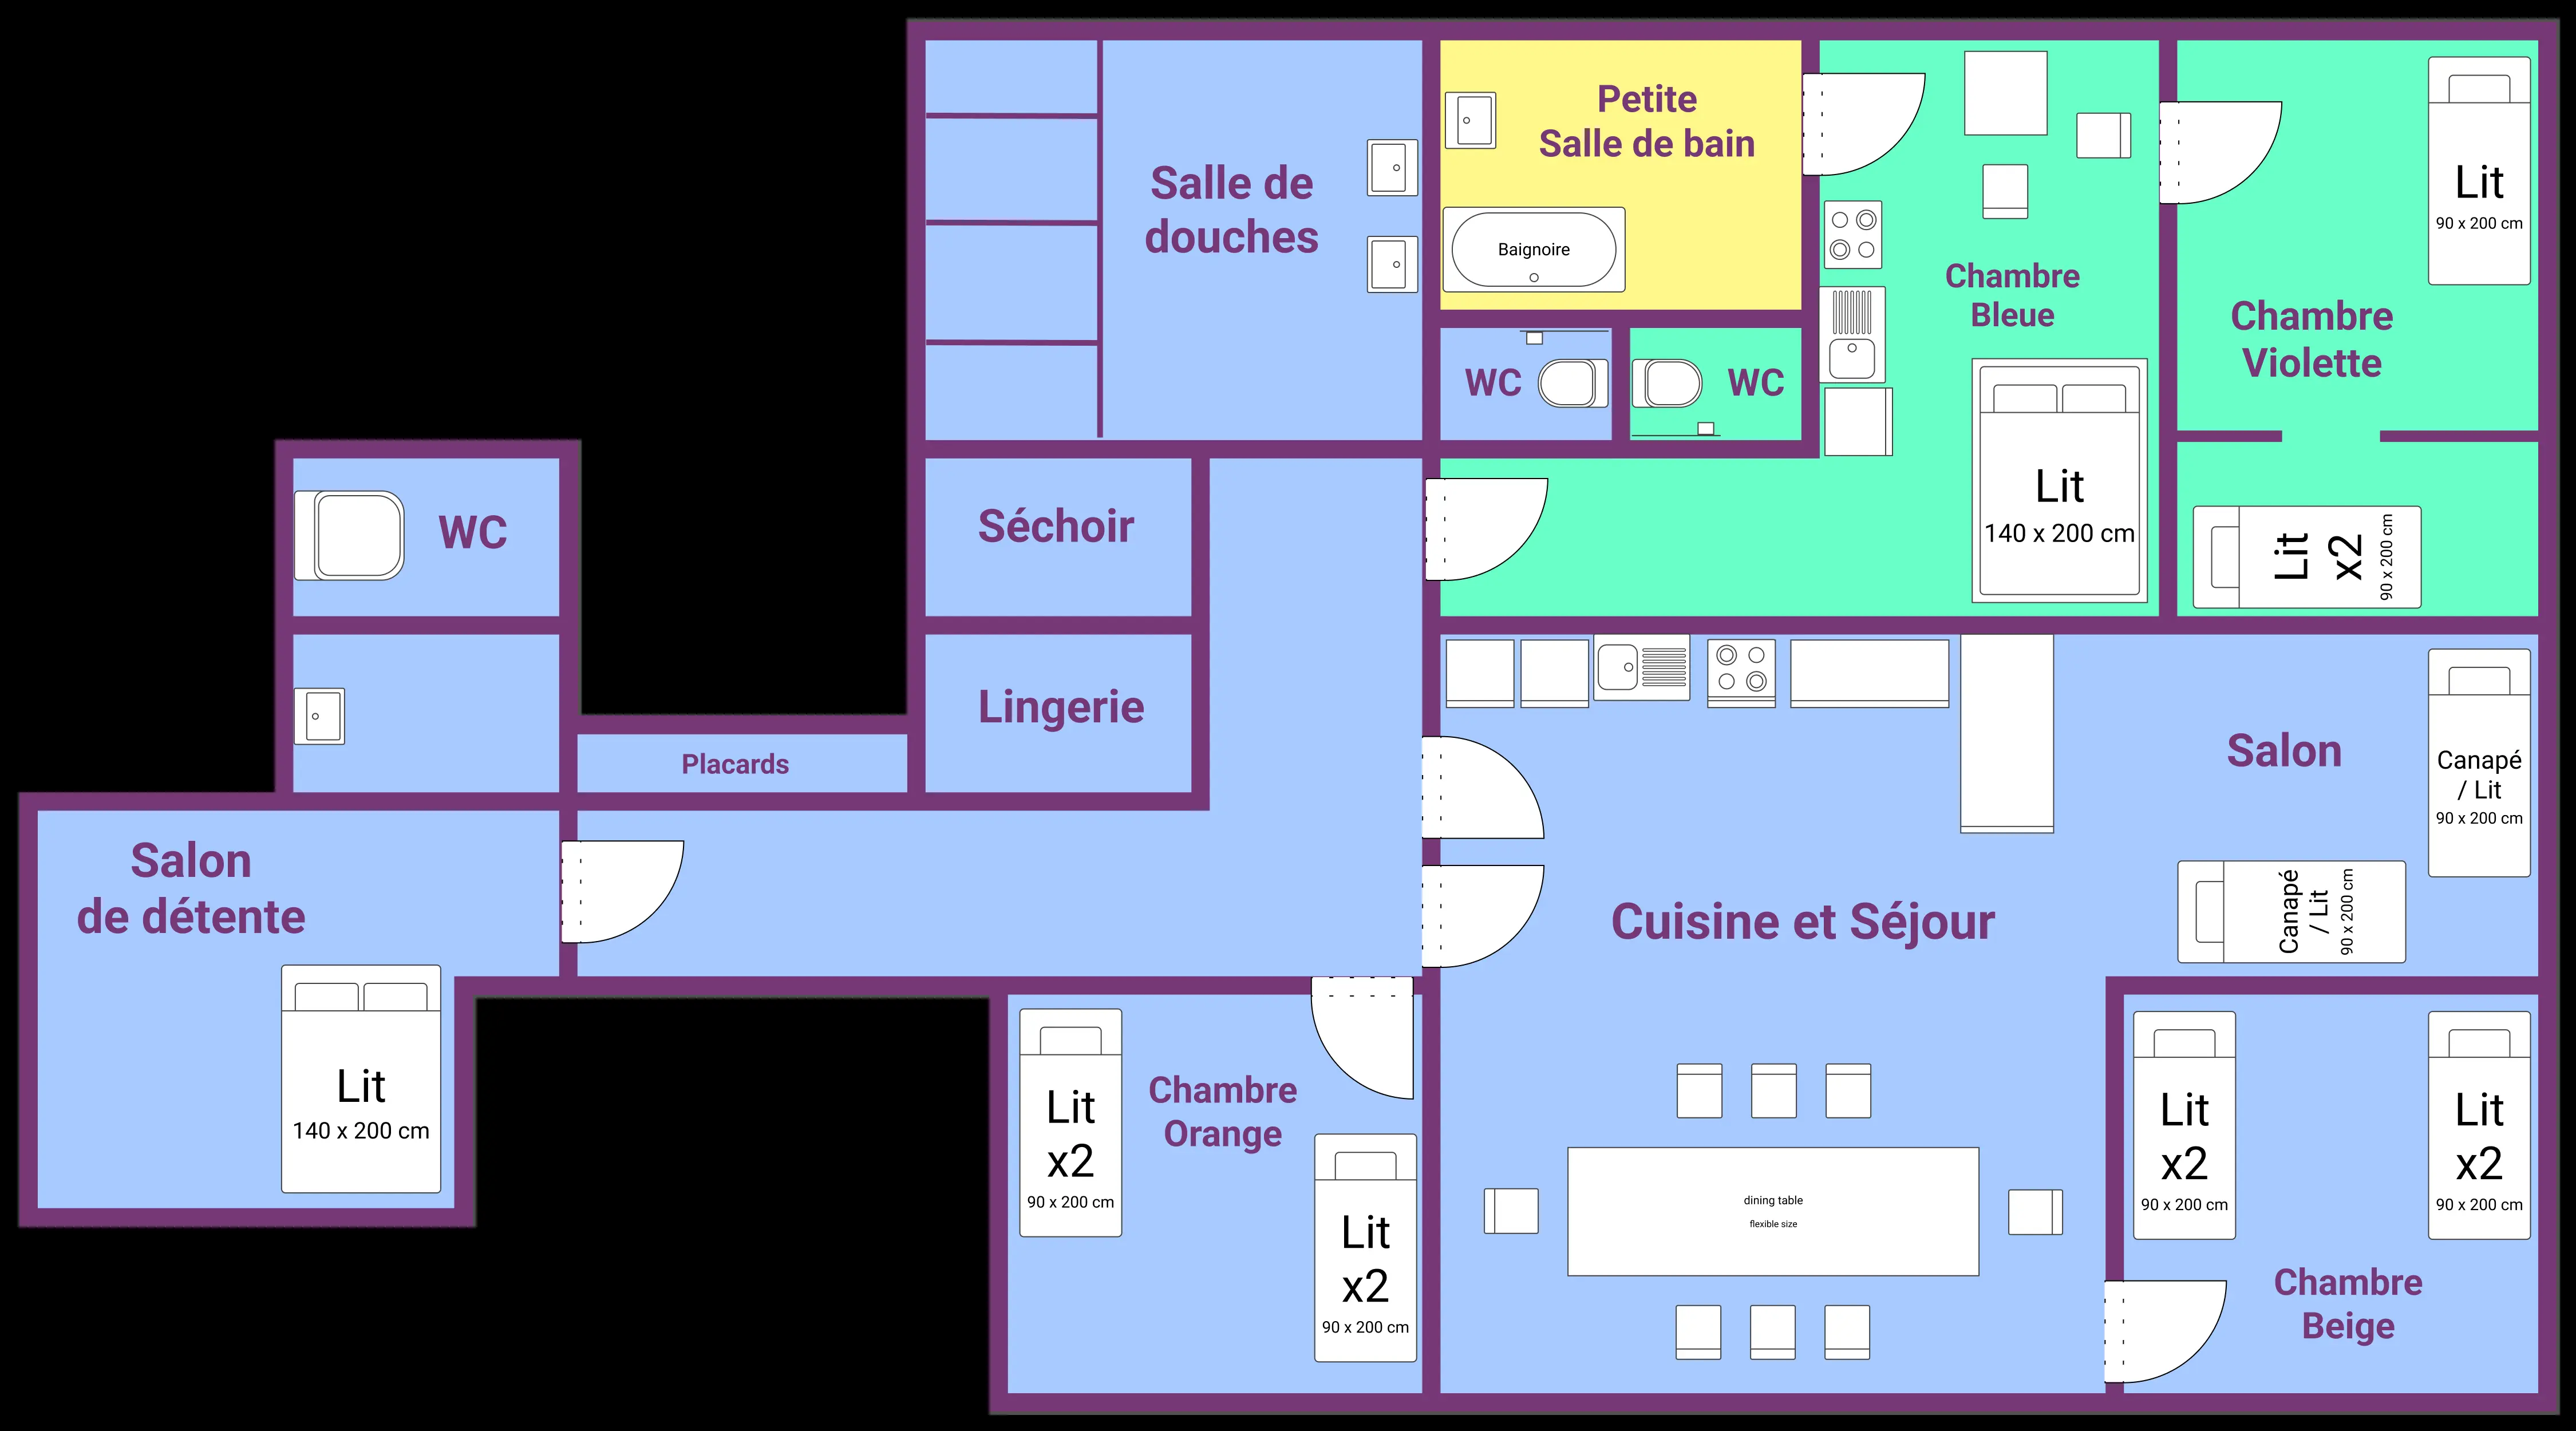 Salle de
douches
Petite
Salle de bain
Baignoire
WC
WC
Chambre
Bleue
Lit
140 x 200 cm
Chambre
Violette
Lit
90 x 200 cm
Lit
x2
90 x 200 cm
WC
Séchoir
Lingerie
Placards
Salon
de détente
Lit
140 x 200 cm
Cuisine et Séjour
Salon
Canapé
/ Lit
90 x 200 cm
Canapé
/ Lit
90 x 200 cm
Chambre
Orange
Lit
x2
90 x 200 cm
Lit
x2
90 x 200 cm
dining table
flexible size
Lit
x2
90 x 200 cm
Lit
x2
90 x 200 cm
Chambre
Beige